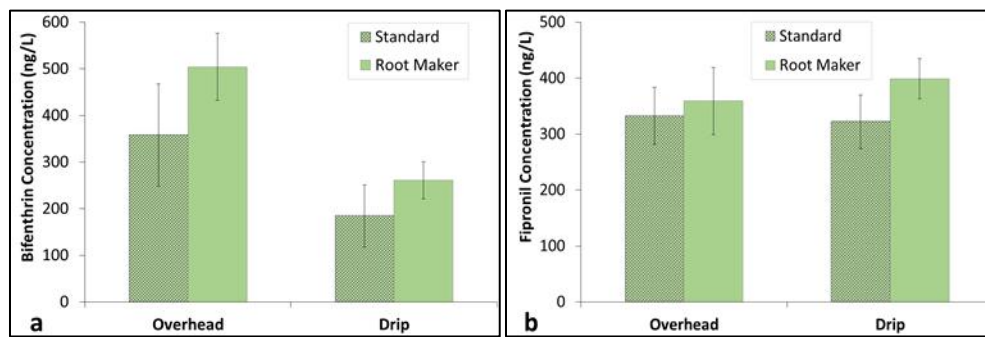 Bifenthrin Concentration (ng/L)
600
500
400
300
200
100
0
Standard
Root Maker
Overhead
Drip
a
Fipronil Concentration (ng/L)
500
400
300
200
100
0
Standard
Root Maker
Overhead
Drip
b